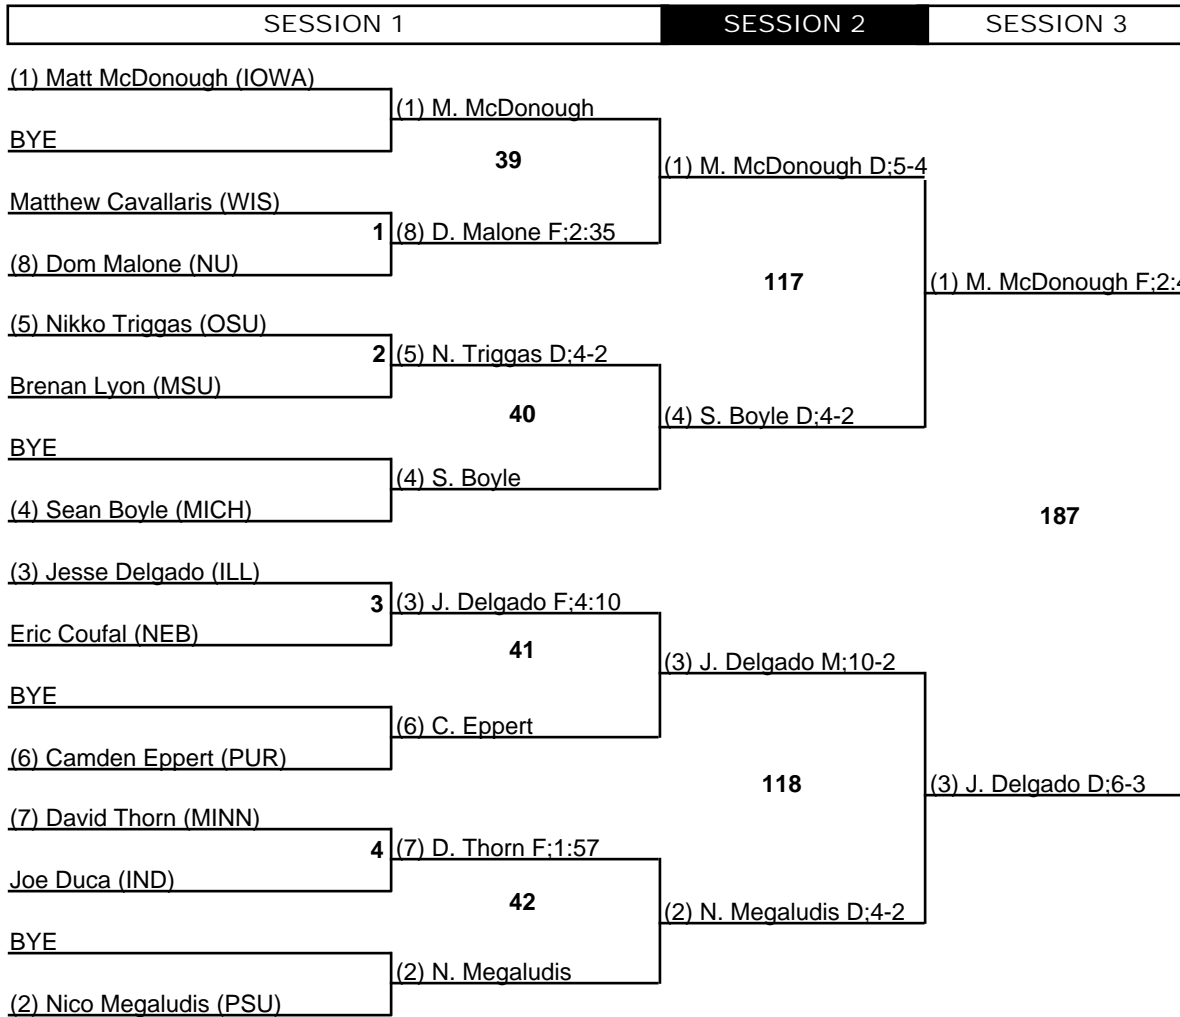 SESSION 1
SESSION 2
SESSION 3
(1) Matt McDonough (IOWA)
(1) M. McDonough
BYE
39
(1) M. McDonough D;5-4
Matthew Cavallaris (WIS)
1 (8) D. Malone F;2:35
(8) Dom Malone (NU)
117
(1) M. McDonough F;2:4
(5) Nikko Triggas (OSU)
2 (5) N. Triggas D;4-2
Brenan Lyon (MSU)
40
(4) S. Boyle D;4-2
BYE
(4) S. Boyle
(4) Sean Boyle (MICH)
187
(3) Jesse Delgado (ILL)
3 (3) J. Delgado F;4:10
Eric Coufal (NEB)
41
(3) J. Delgado M;10-2
BYE
(6) C. Eppert
(6) Camden Eppert (PUR)
118
(3) J. Delgado D;6-3
(7) David Thorn (MINN)
4 (7) D. Thorn F;1:57
Joe Duca (IND)
42
(2) N. Megaludis D;4-2
BYE
(2) N. Megaludis
(2) Nico Megaludis (PSU)